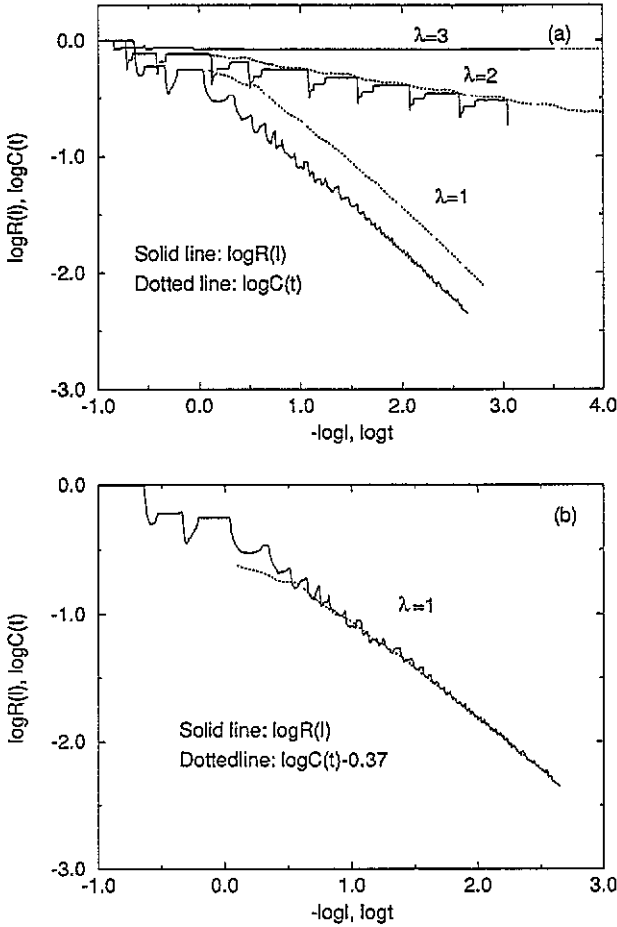 0.0
-1.0
-2.0
-3.0
logR(l), logC(t)
λ=3
(a)
λ=2
λ=1
Solid line: logR(l)
Dotted line: logC(t)
-1.0 0.0 1.0 2.0 3.0 4.0
-logl, logt
0.0
-1.0
-2.0
-3.0
logR(l), logC(t)
(b)
λ=1
Solid line: logR(l)
Dottedline: logC(t)-0.37
-1.0 0.0 1.0 2.0 3.0
-logl, logt